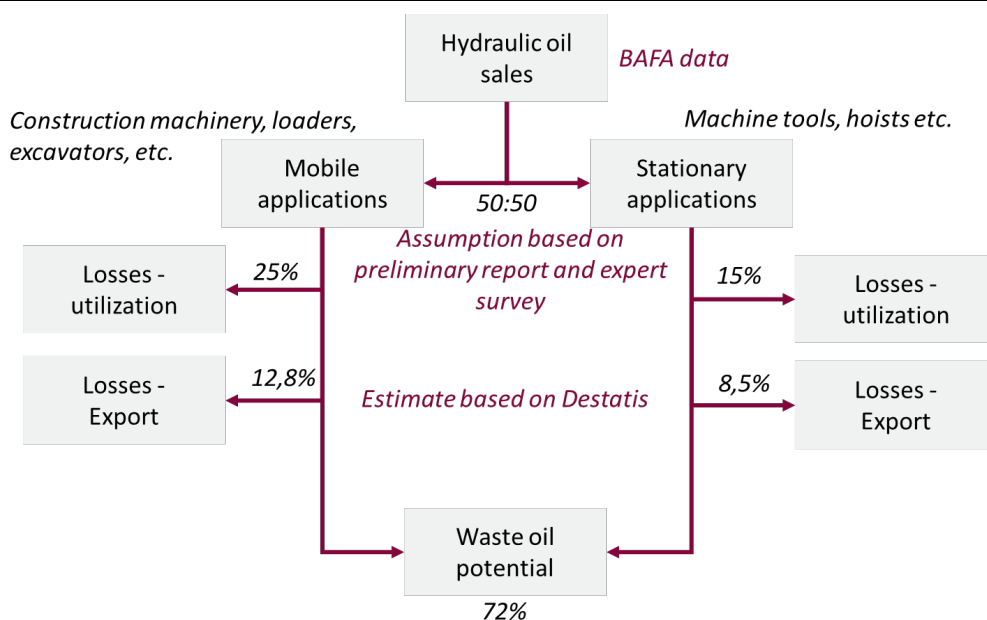 Hydraulic oil
sales
BAFA data
Construction machinery, loaders,
excavators, etc.
Machine tools, hoists etc.
Mobile
applications
50:50
Stationary
applications
Assumption based on
preliminary report and expert
survey
Losses -
utilization
25%
15%
Losses -
utilization
Losses -
Export
12,8%
Estimate based on Destatis
8,5%
Losses -
Export
Waste oil
potential
72%